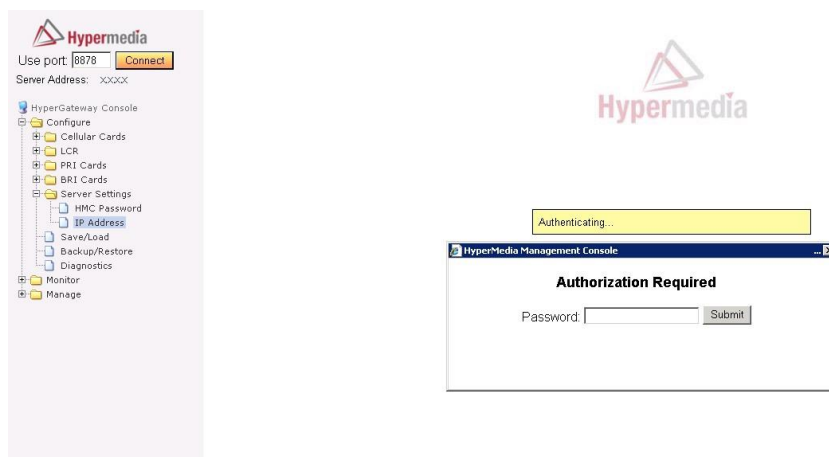 Hypermedia
Use port: 8878 Connect
Server Address: XXXX
HyperGateway Console
Configure
Cellular Cards
LCR
PRI Cards
BRI Cards
Server Settings
HMC Password
IP Address
Save/Load
Backup/Restore
Diagnostics
Monitor
Manage
Hypermedia
Authenticating...
HyperMedia Management Console ...
Authorization Required
Password: Submit